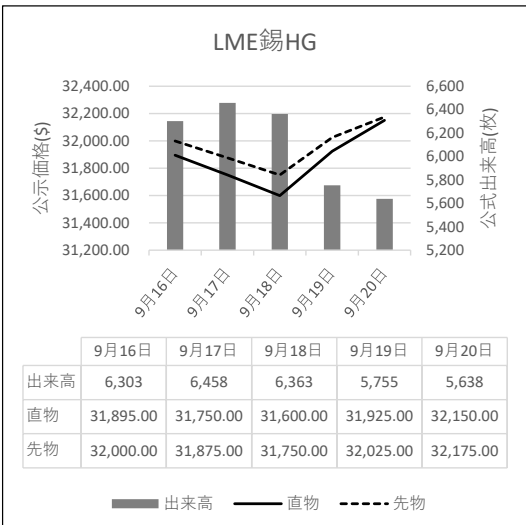 LME錫HG
公示価格($)
32,400.00
32,200.00
32,000.00
31,800.00
31,600.00
31,400.00
31,200.00
6,600
6,400
6,200
6,000
5,800
5,600
5,400
5,200
公式出来高(枚)
9月16日
9月17日
9月18日
9月19日
9月20日
9月16日 9月17日 9月18日 9月19日 9月20日
出来高 6,303 6,458 6,363 5,755 5,638
直物 31,895.00 31,750.00 31,600.00 31,925.00 32,150.00
先物 32,000.00 31,875.00 31,750.00 32,025.00 32,175.00
出来高 直物 先物